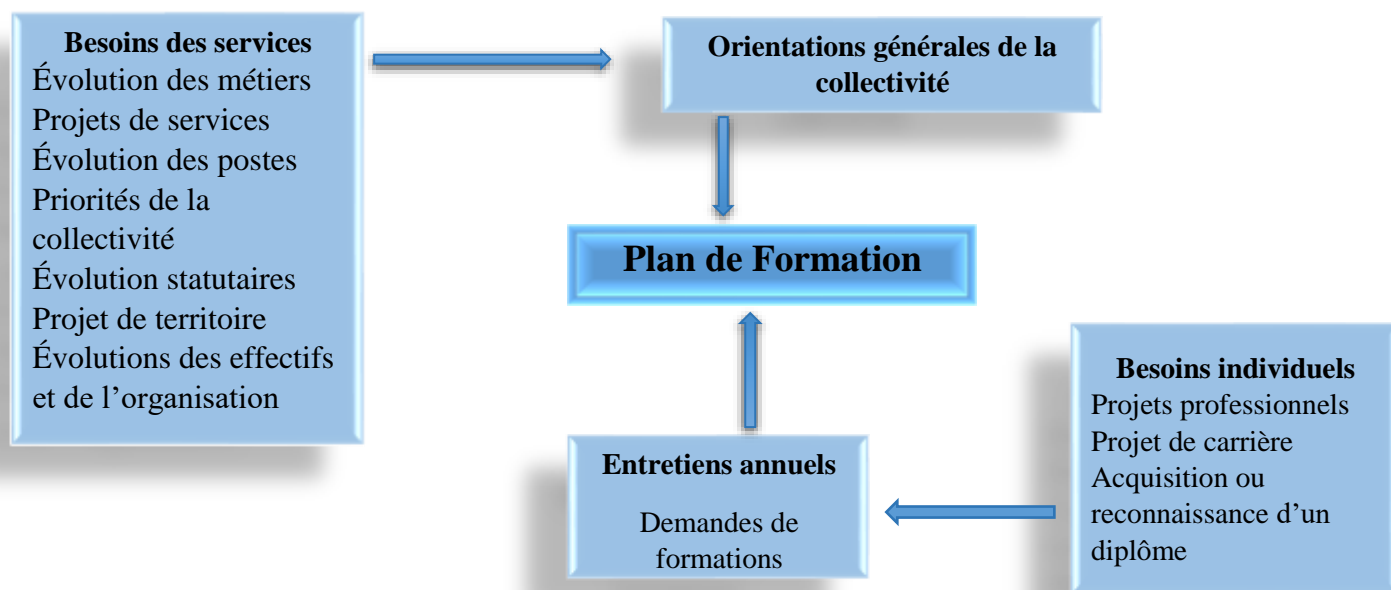 Besoins des services
Évolution des métiers
Projets de services
Évolution des postes
Priorités de la
collectivité
Évolution statutaires
Projet de territoire
Évolutions des effectifs
et de l’organisation
Orientations générales de la
collectivité
Plan de Formation
Entretiens annuels
Demandes de
formations
Besoins individuels
Projets professionnels
Projet de carrière
Acquisition ou
reconnaissance d’un
diplôme